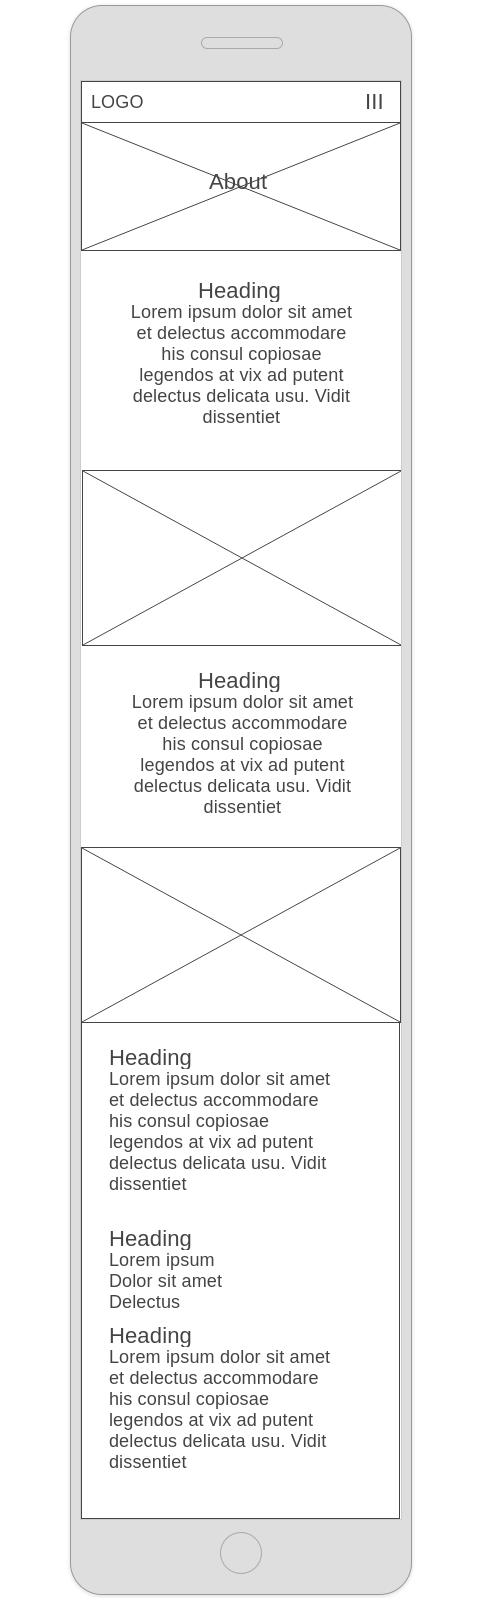 LOGO III
About
Heading
Lorem ipsum dolor sit amet
et delectus accommodare
his consul copiosae
legendos at vix ad putent
delectus delicata usu. Vidit
dissentiet
Heading
Lorem ipsum dolor sit amet
et delectus accommodare
his consul copiosae
legendos at vix ad putent
delectus delicata usu. Vidit
dissentiet
Heading
Lorem ipsum dolor sit amet
et delectus accommodare
his consul copiosae
legendos at vix ad putent
delectus delicata usu. Vidit
dissentiet
Heading
Lorem ipsum
Dolor sit amet
Delectus
Heading
Lorem ipsum dolor sit amet
et delectus accommodare
his consul copiosae
legendos at vix ad putent
delectus delicata usu. Vidit
dissentiet